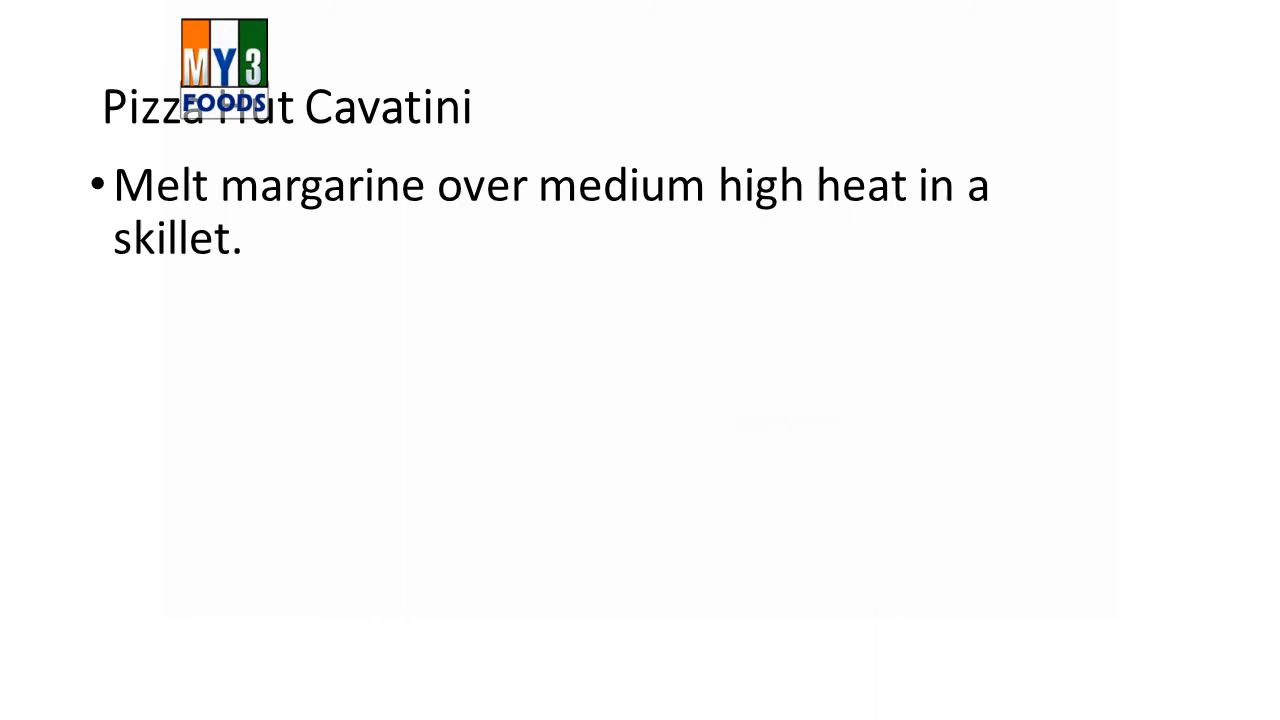 MY3
FOODS
Pizza Hut Cavatini
• Melt margarine over medium high heat in a
skillet.